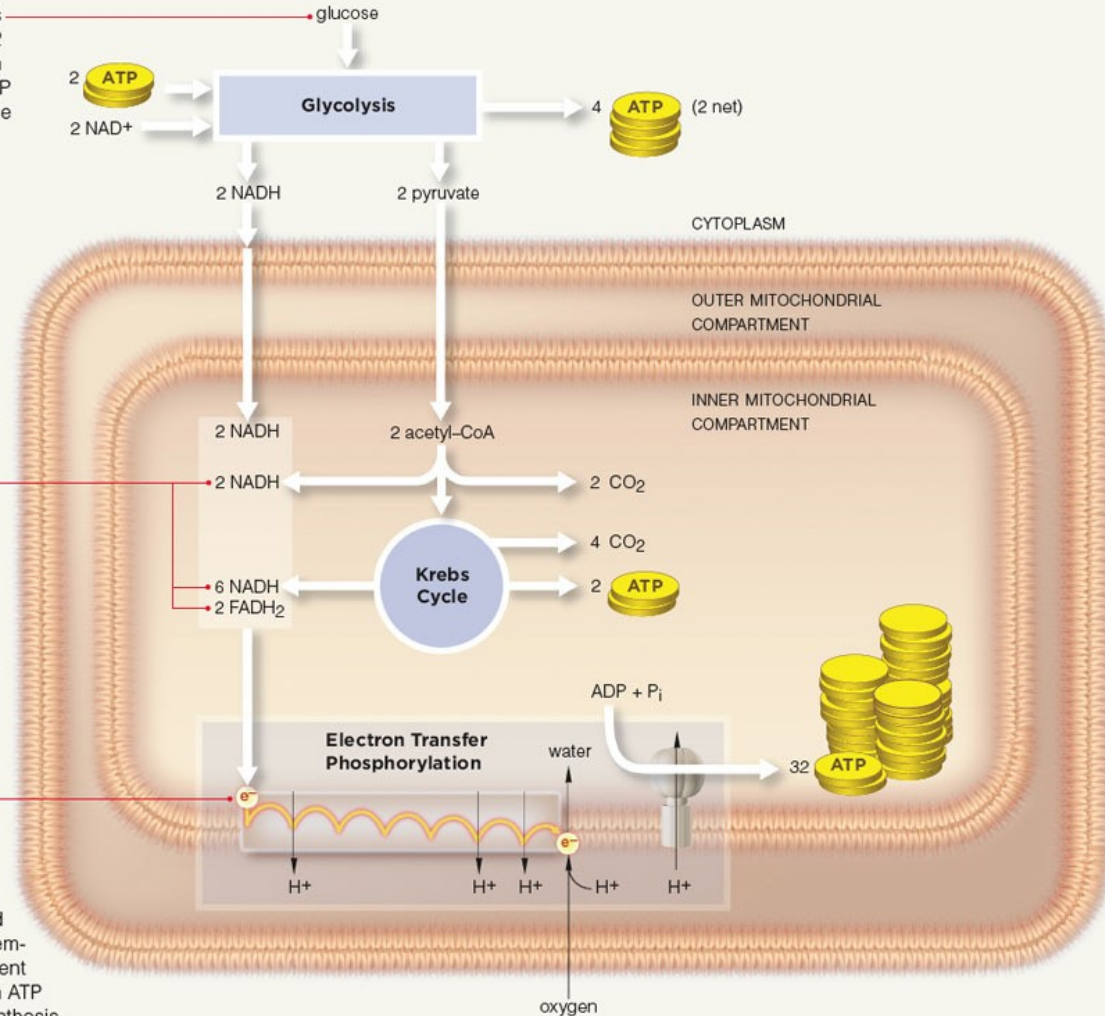 glucose
2 ATP
2 NAD+
Glycolysis
4 ATP (2 net)
2 NADH
2 pyruvate
CYTOPLASM
OUTER MITOCHONDRIAL
COMPARTMENT
INNER MITOCHONDRIAL
COMPARTMENT
2 NADH
2 acetyl–CoA
2 NADH
2 CO2
4 CO2
Krebs
Cycle
6 NADH
2 FADH2
2 ATP
ADP + Pi
Electron Transfer
Phosphorylation
water
32 ATP
e–
e–
H+
H+
H+
H+
H+
ent
ATP
oxygen